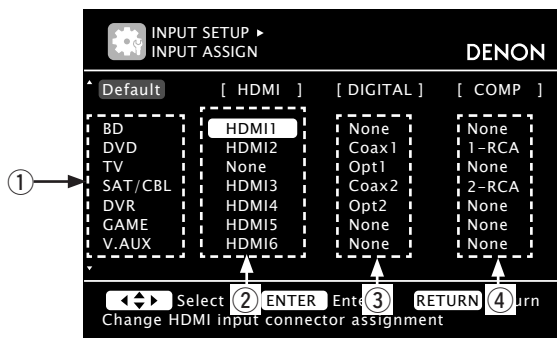 INPUT SETUP ▸
INPUT ASSIGN
DENON
Default [ HDMI ] [ DIGITAL ] [ COMP ]
BD HDMI1 None None
DVD HDMI2 Coax1 1-RCA
TV None Opt1 None
SAT/CBL HDMI3 Coax2 2-RCA
DVR HDMI4 Opt2 None
GAME HDMI5 None None
V.AUX HDMI6 None None
①
Select ② ENTER ③ RETURN ④
Change HDMI input connector assignment